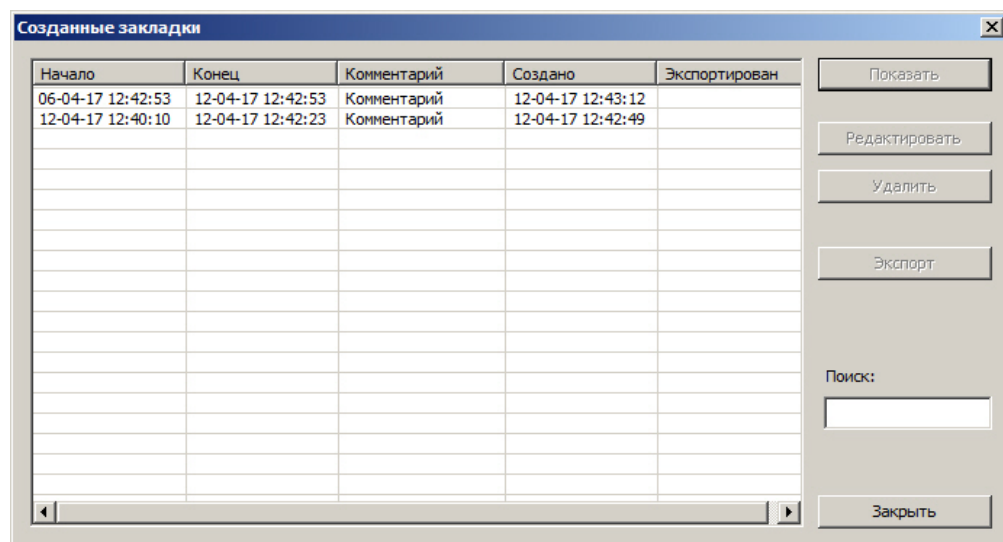 Созданные закладки
Начало Конец Комментарий Создано Экспортирован
06-04-17 12:42:53 12-04-17 12:42:53 Комментарий 12-04-17 12:43:12
12-04-17 12:40:10 12-04-17 12:42:23 Комментарий 12-04-17 12:42:49
Показать
Редактировать
Удалить
Экспорт
Поиск:
Закрыть